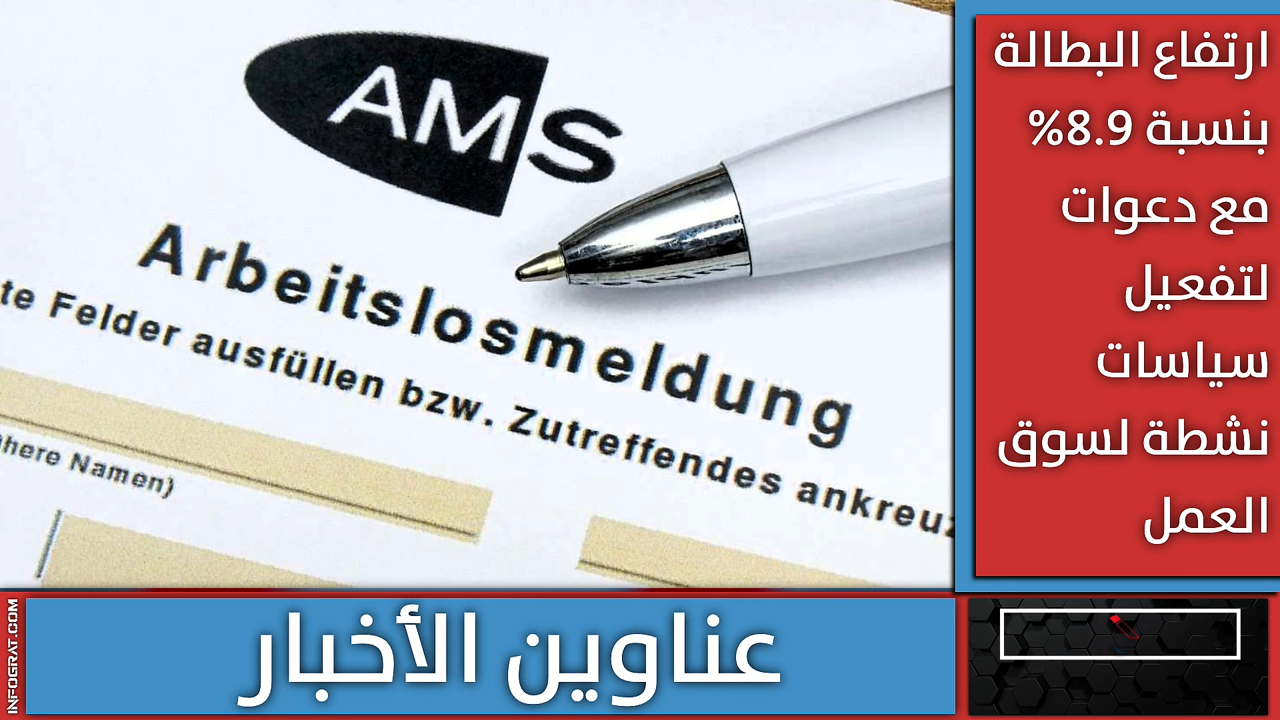 ارتفاع البطالة
بنسبة 8.9%
مع دعوات
لتفعيل
سياسات
نشطة لسوق
العمل
AMS
Arbeitslosmeldung
te Felder ausfüllen bzw. Zutreffendes ankreuz
here Namen)
عناوين الأخبار
INFOGRAT.COM